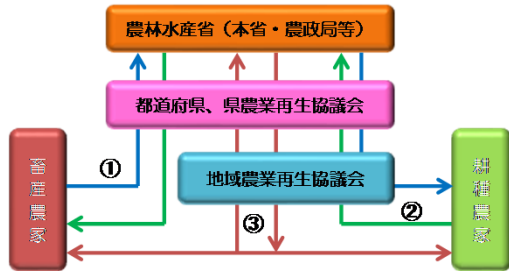 農林水産省（本省・農政局等）
都道府県、県農業再生協議会
地域農業再生協議会
畜産農家
①
②
③
耕種農家